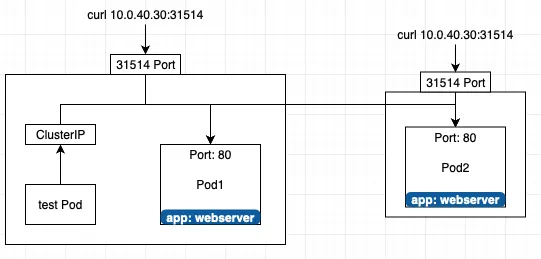 curl 10.0.40.30:31514
curl 10.0.40.30:31514
31514 Port
31514 Port
ClusterIP
test Pod
Port: 80
Pod1
app: webserver
Port: 80
Pod2
app: webserver